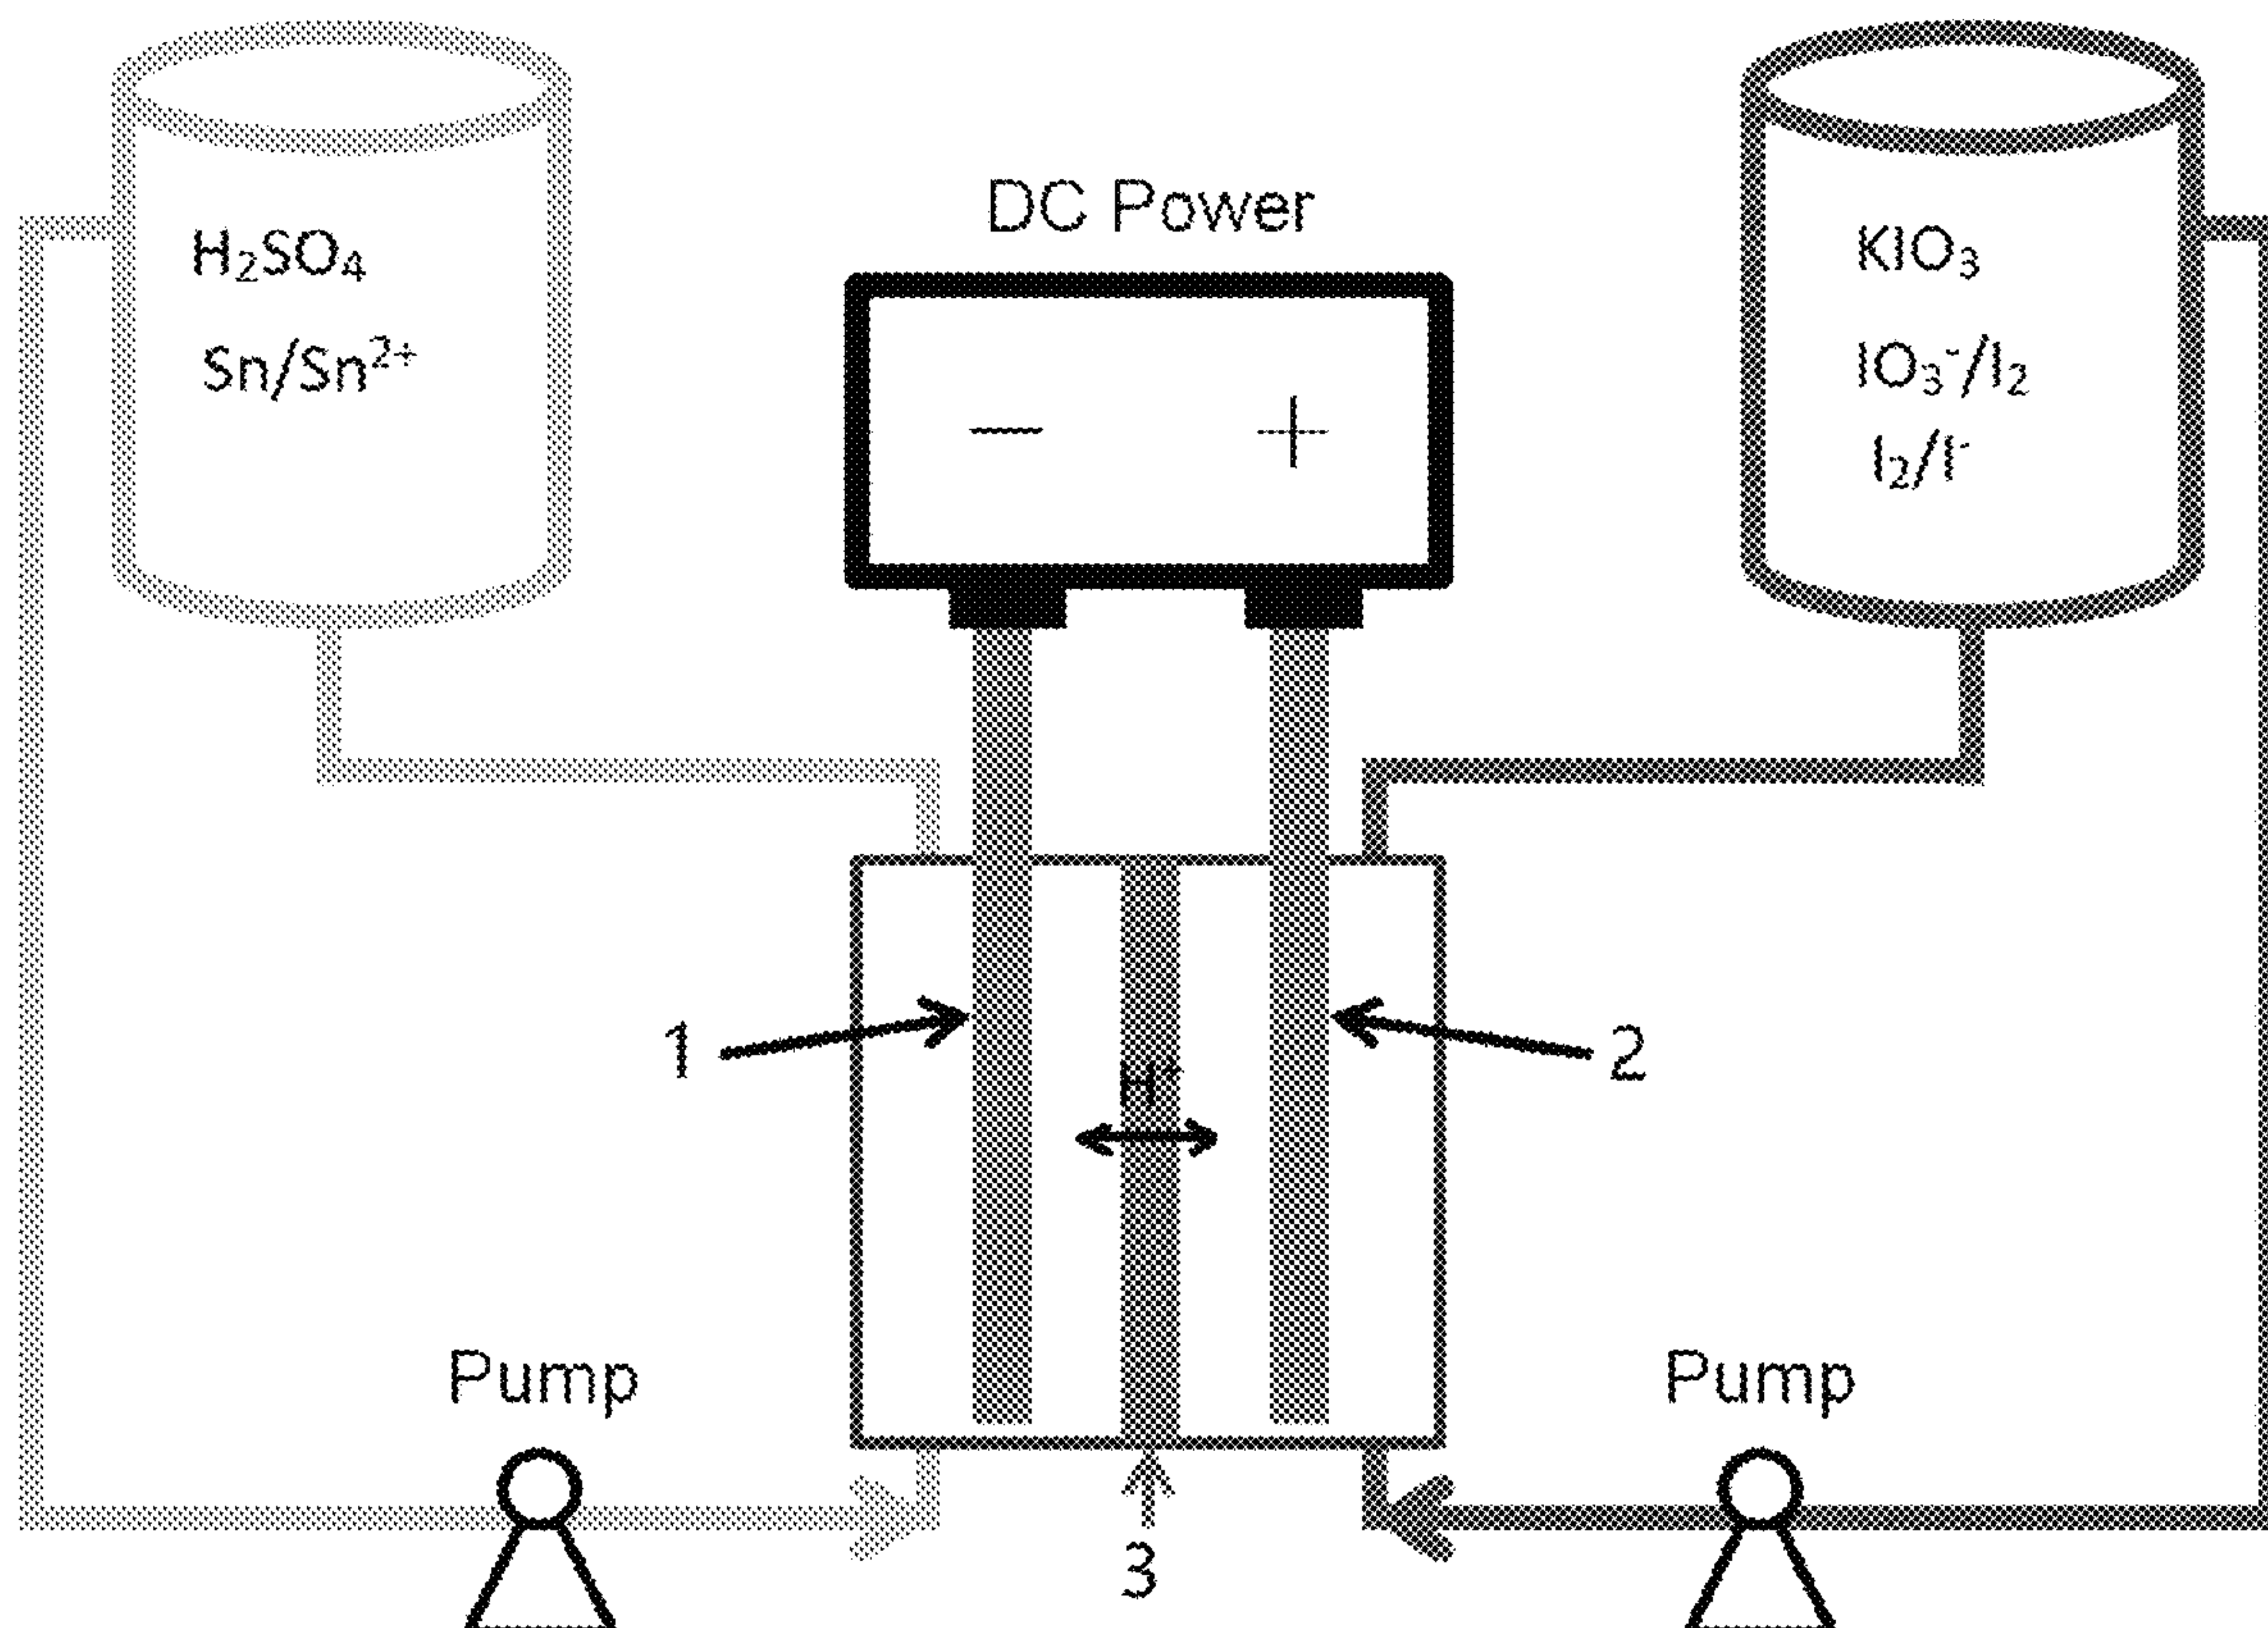 H₂SO₄
Sn/Sn²⁺
DC Power
− +
KIO₃
IO₃⁻/I₂
I₂/I⁻
1
2
H⁺
Pump
Pump
3